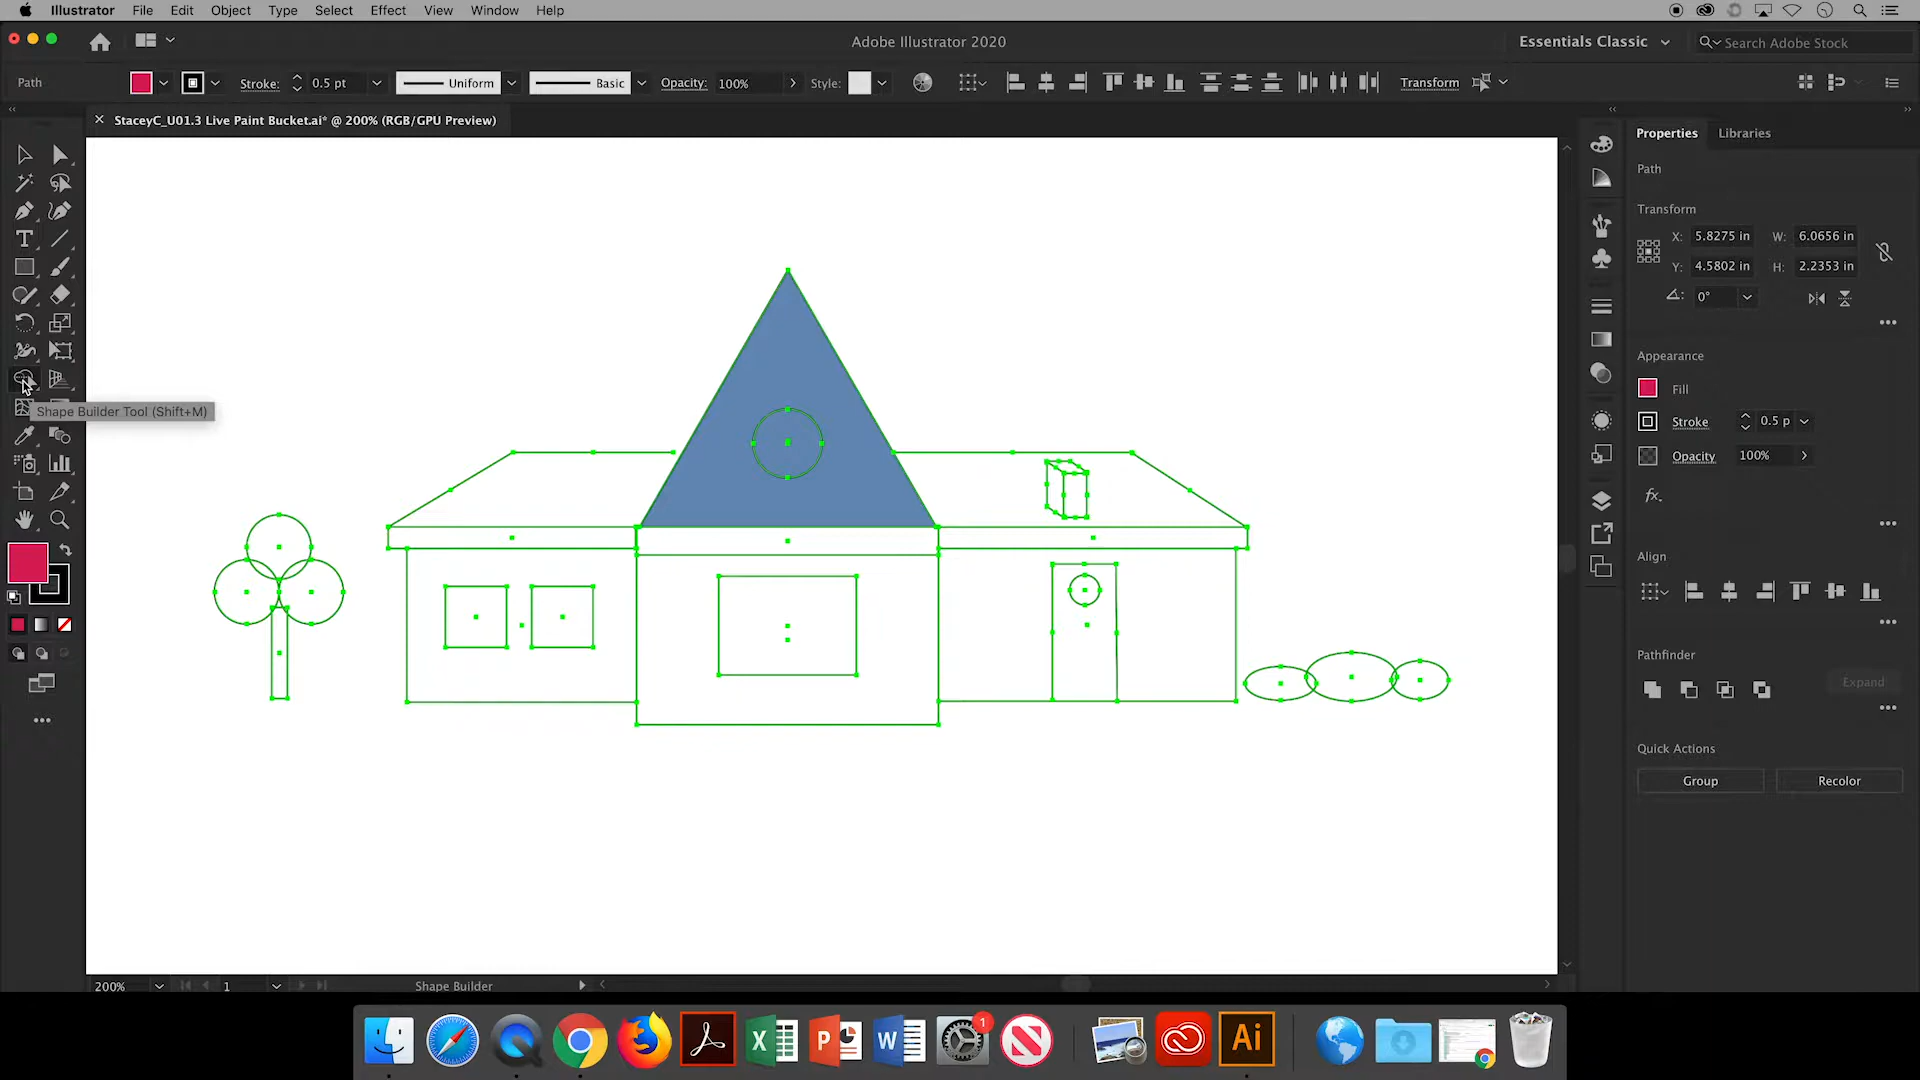 Illustrator File Edit Object Type Select Effect View Window Help
Adobe Illustrator 2020
Essentials Classic
Search Adobe Stock
Path
Stroke: 0.5 pt Uniform Basic Opacity: 100% Style: Transform
StaceyC_U01.3 Live Paint Bucket.ai* @ 200% (RGB/GPU Preview)
Properties Libraries
Path
Transform
X: 5.8275 in W: 6.0656 in
Y: 4.5802 in H: 2.2353 in
0°
Appearance
Fill
Stroke 0.5 p
Opacity 100%
fx.
Align
Pathfinder
Expand
Quick Actions
Group Recolor
Shape Builder Tool (Shift+M)
200% 1 Shape Builder
1
X P W N Ai